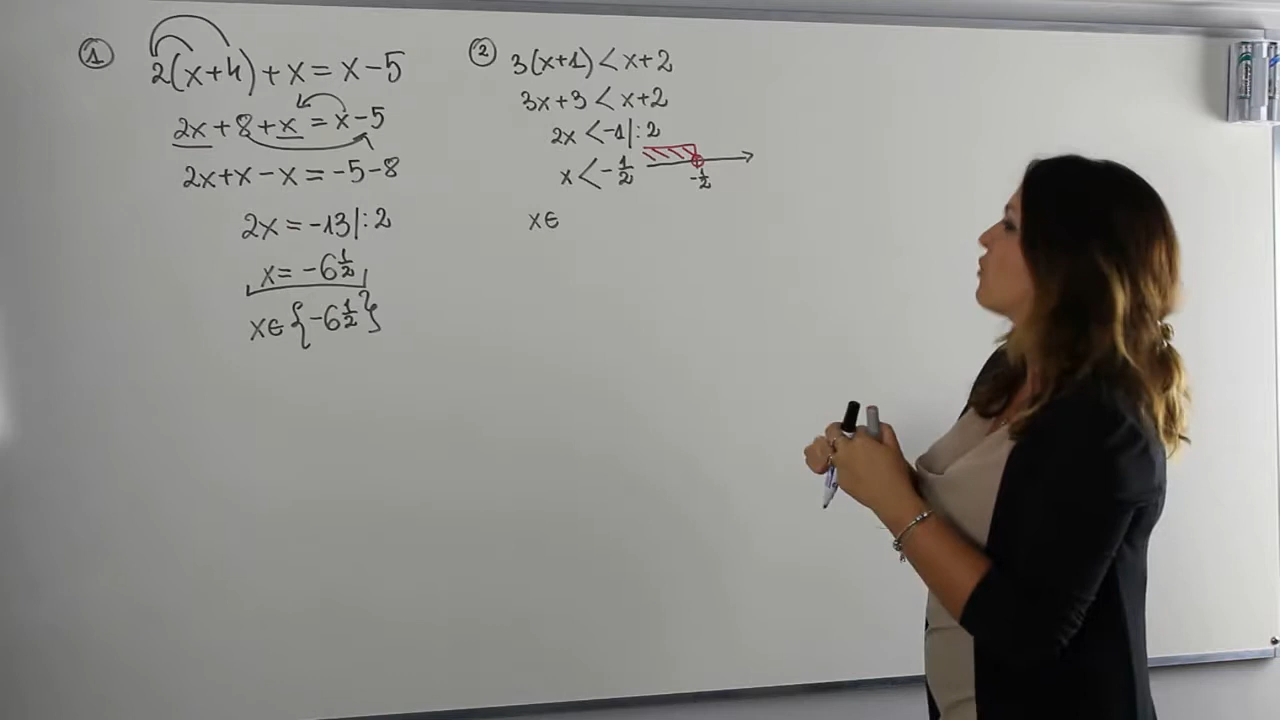 ① 2(x+4)+x=x-5
2x+8+x=x-5
2x+x-x=-5-8
2x=-13|:2
x=-6½
x∈{-6½}
② 3(x+1)<x+2
3x+3<x+2
2x<-1|:2
x<-½
-½
x∈